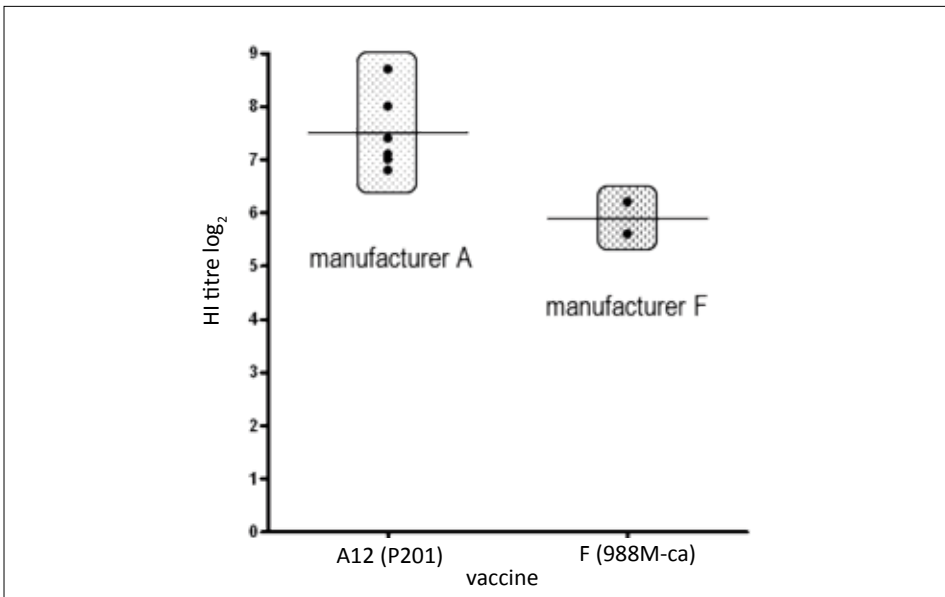 9
8
7
6
5
4
3
2
1
0
HI titre log₂
manufacturer A
manufacturer F
A12 (P201)
F (988M-ca)
vaccine